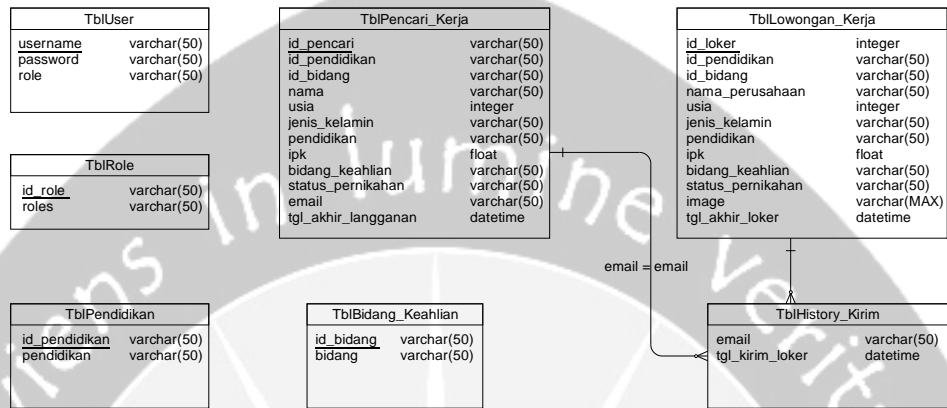 TblUser
username varchar(50)
password varchar(50)
role varchar(50)
TblRole
id_role varchar(50)
roles varchar(50)
TblPendidikan
id_pendidikan varchar(50)
pendidikan varchar(50)
TblPencari_Kerja
id_pencari varchar(50)
id_pendidikan varchar(50)
id_bidang varchar(50)
nama varchar(50)
usia integer
jenis_kelamin varchar(50)
pendidikan varchar(50)
ipk float
bidang_keahlian varchar(50)
status_pernikahan varchar(50)
email varchar(50)
tgl_akhir_langganan datetime
TblBidang_Keahlian
id_bidang varchar(50)
bidang varchar(50)
email = email
TblLowongan_Kerja
id_loker integer
id_pendidikan varchar(50)
id_bidang varchar(50)
nama_perusahaan varchar(50)
usia integer
jenis_kelamin varchar(50)
pendidikan varchar(50)
ipk float
bidang_keahlian varchar(50)
status_pernikahan varchar(50)
image varchar(MAX)
tgl_akhir_loker datetime
TblHistory_Kirim
email varchar(50)
tgl_kirim_loker datetime
in lumine